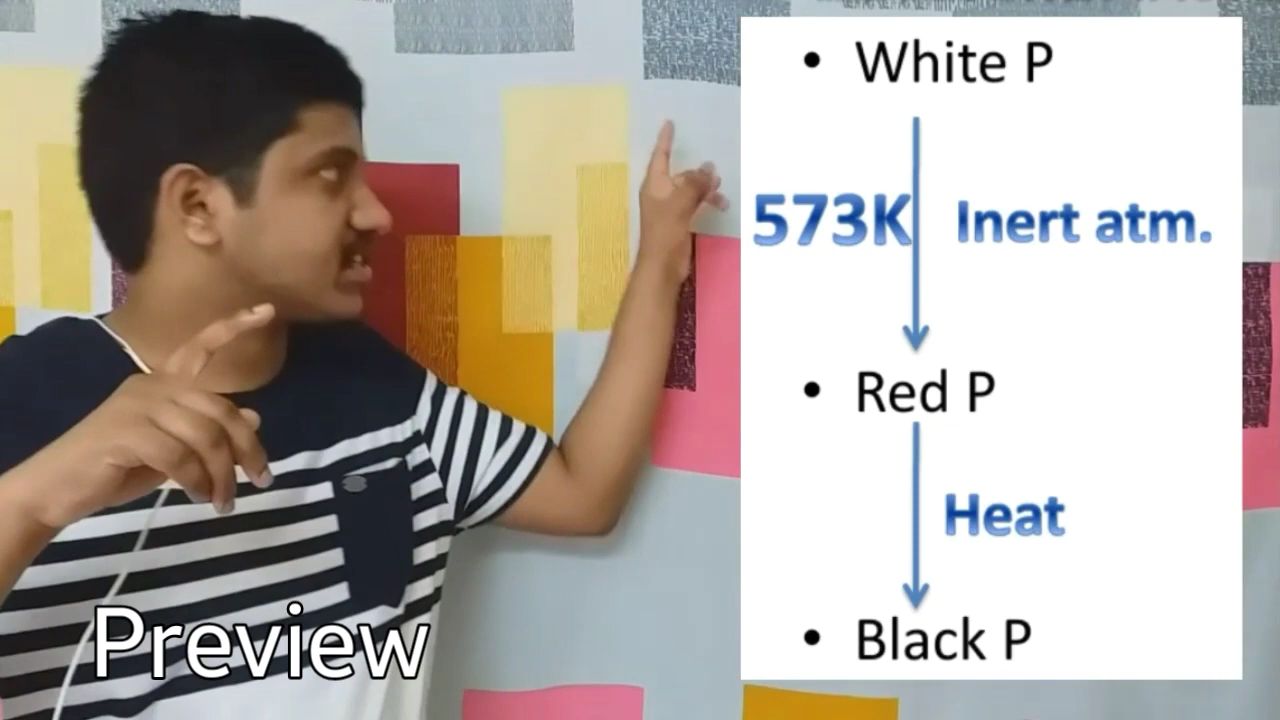 • White P
573K Inert atm.
• Red P
Heat
• Black P
Preview